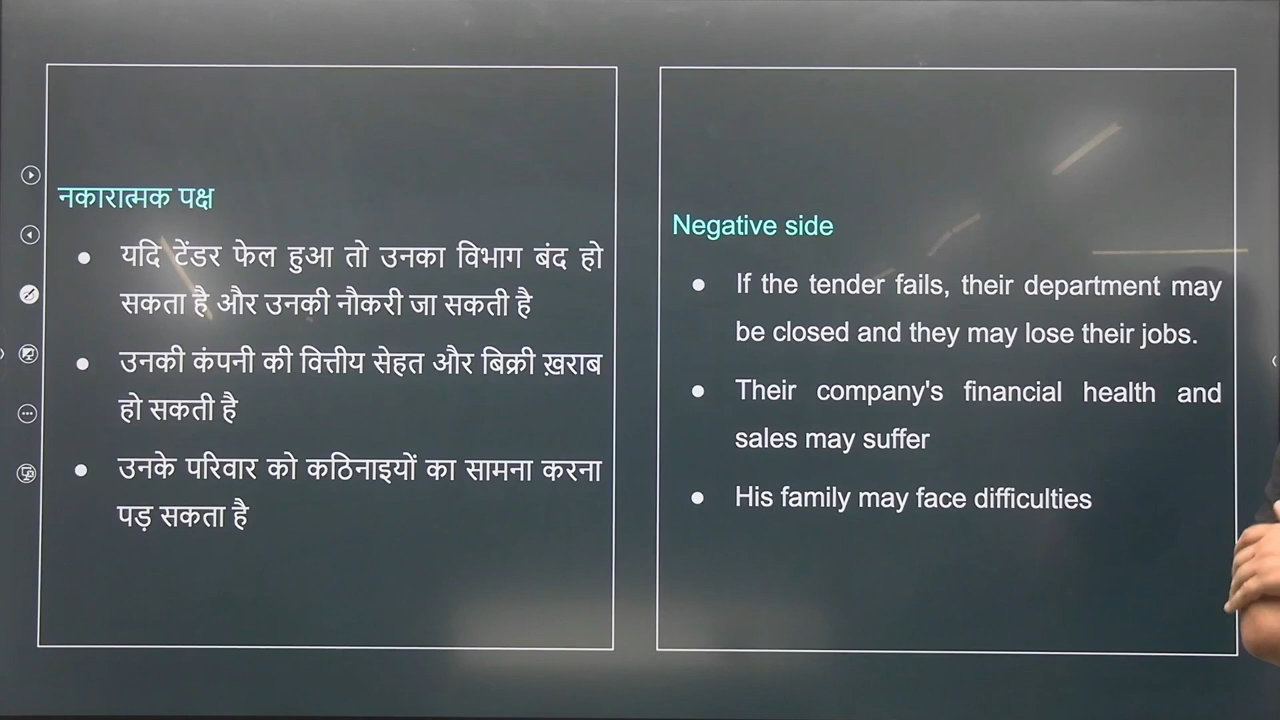 नकारात्मक पक्ष
● यदि टेंडर फेल हुआ तो उनका विभाग बंद हो
सकता है और उनकी नौकरी जा सकती है
● उनकी कंपनी की वित्तीय सेहत और बिक्री ख़राब
हो सकती है
● उनके परिवार को कठिनाइयों का सामना करना
पड़ सकता है
Negative side
● If the tender fails, their department may
be closed and they may lose their jobs.
● Their company's financial health and
sales may suffer
● His family may face difficulties